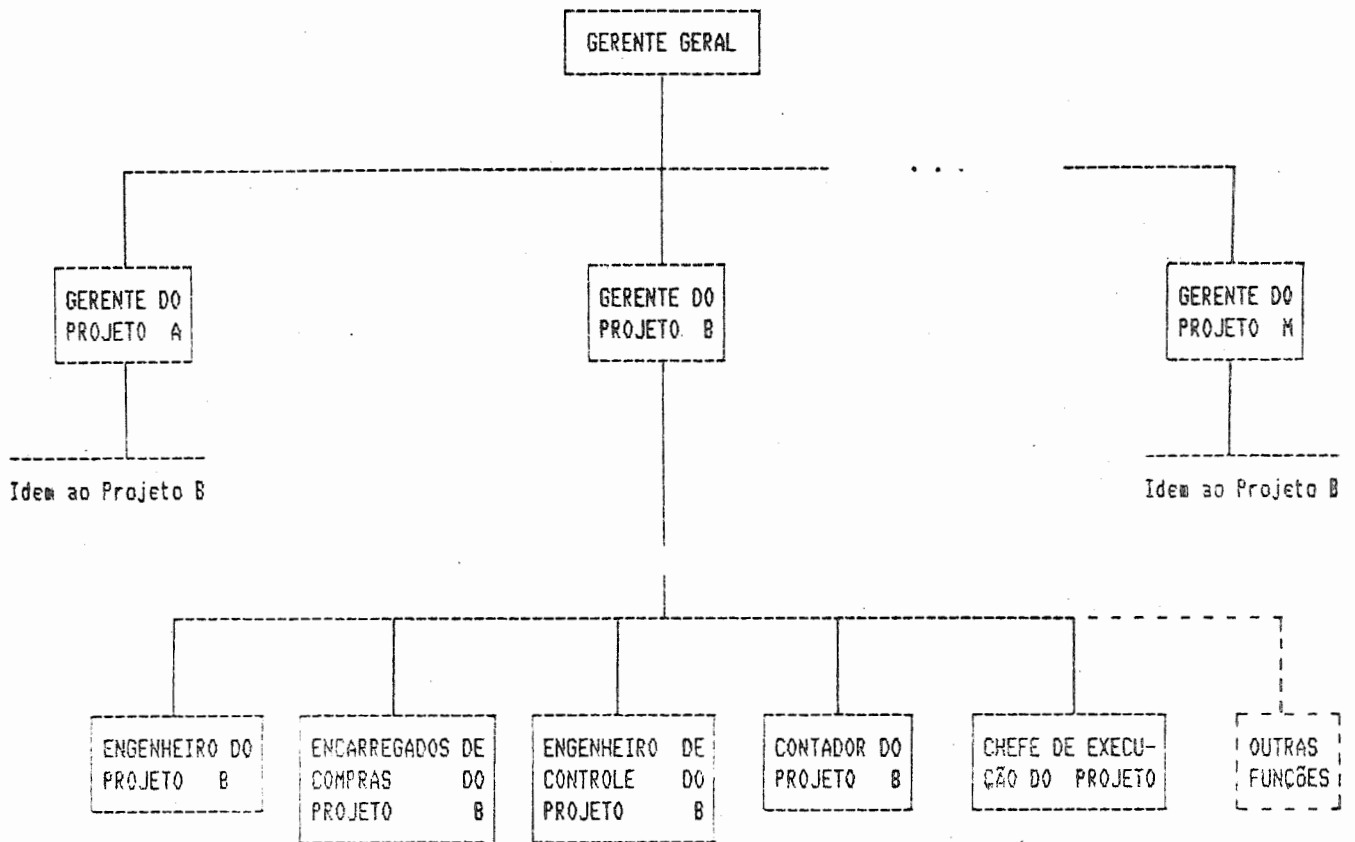 GERENTE GERAL
. . .
GERENTE DO
PROJETO A
GERENTE DO
PROJETO B
GERENTE DO
PROJETO M
Idem ao Projeto B
Idem ao Projeto B
ENGENHEIRO DO
PROJETO B
ENCARREGADOS DE
COMPRAS DO
PROJETO B
ENGENHEIRO DE
CONTROLE DO
PROJETO B
CONTADOR DO
PROJETO B
CHEFE DE EXECU-
ÇÃO DO PROJETO
OUTRAS
FUNÇÕES